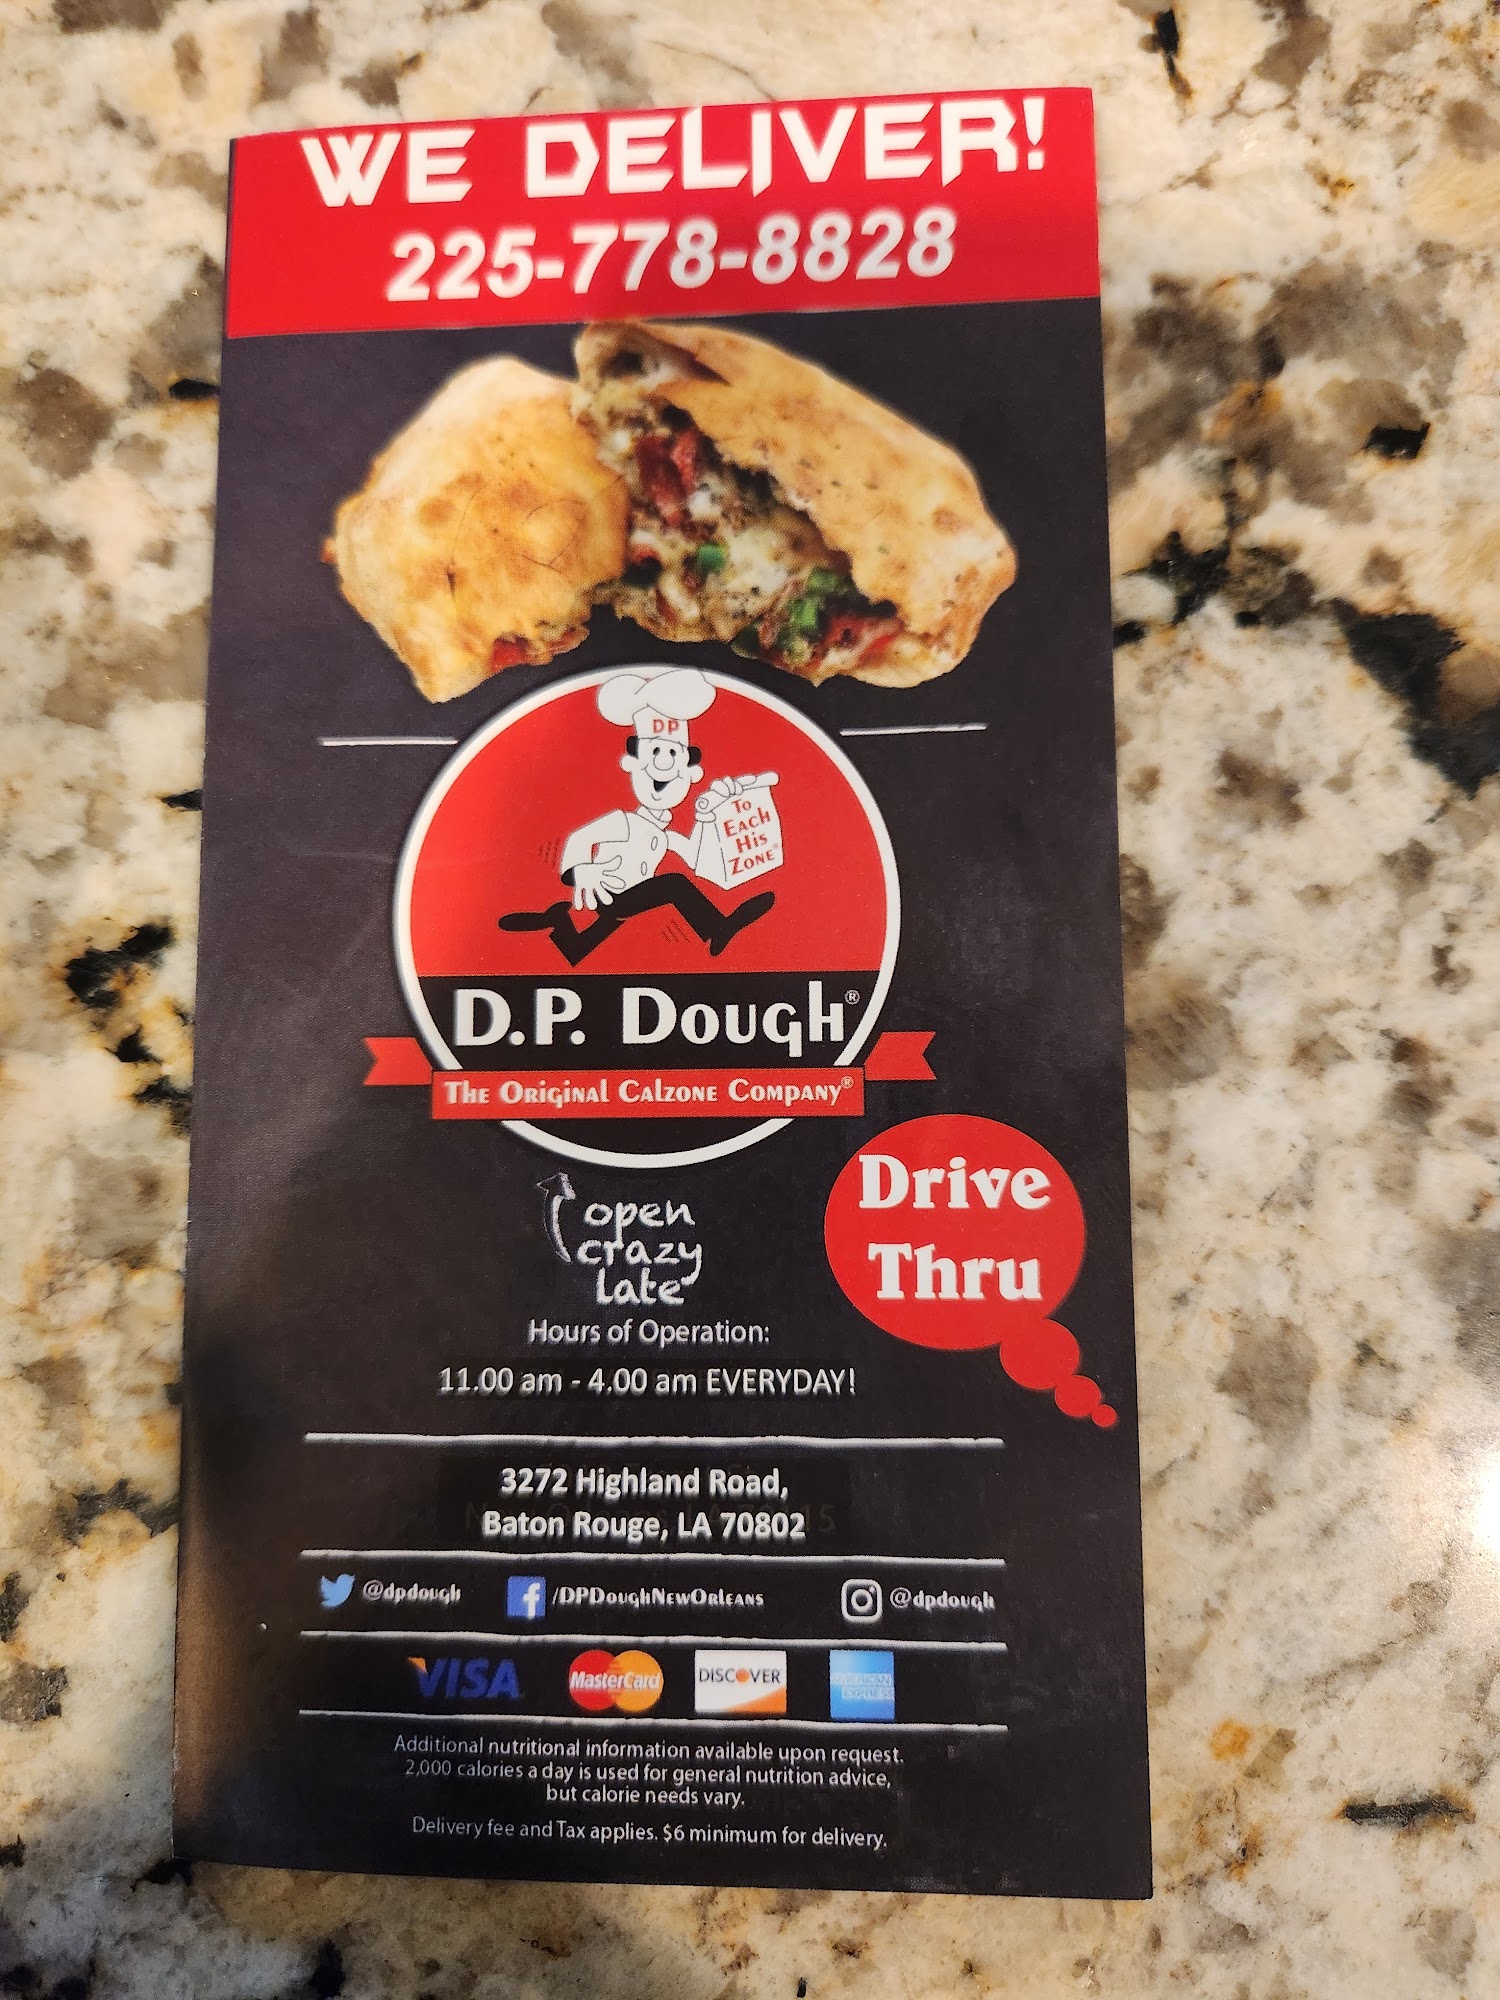 WE DELIVER!
225-778-8828
DP
To
Each
His
Zone®
D.P. Dough®
The Original Calzone Company®
open
crazy
late
Drive
Thru
Hours of Operation:
11.00 am - 4.00 am EVERYDAY!
3272 Highland Road,
Baton Rouge, LA 70802
@dpdough /DPDoughNewOrleans @dpdough
VISA MasterCard DISCOVER AMERICAN
EXPRESS
Additional nutritional information available upon request.
2,000 calories a day is used for general nutrition advice,
but calorie needs vary.
Delivery fee and Tax applies. $6 minimum for delivery.